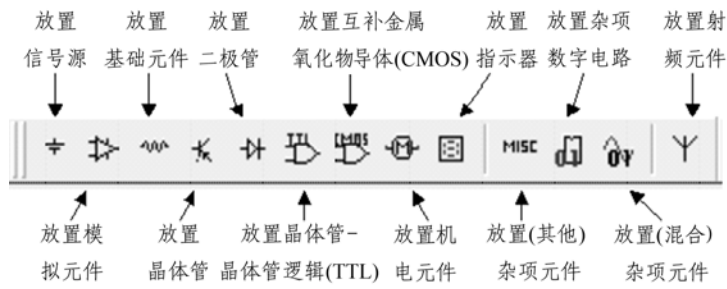 放置 放置 放置 放置互补金属 放置 放置杂项 放置射
信号源 基础元件 二极管 氧化物导体(CMOS) 指示器 数字电路 频元件
TTL CMOS M MISC
放置模 放置 放置晶体管- 放置机 放置(其他) 放置(混合)
拟元件 晶体管 晶体管逻辑(TTL) 电元件 杂项元件 杂项元件